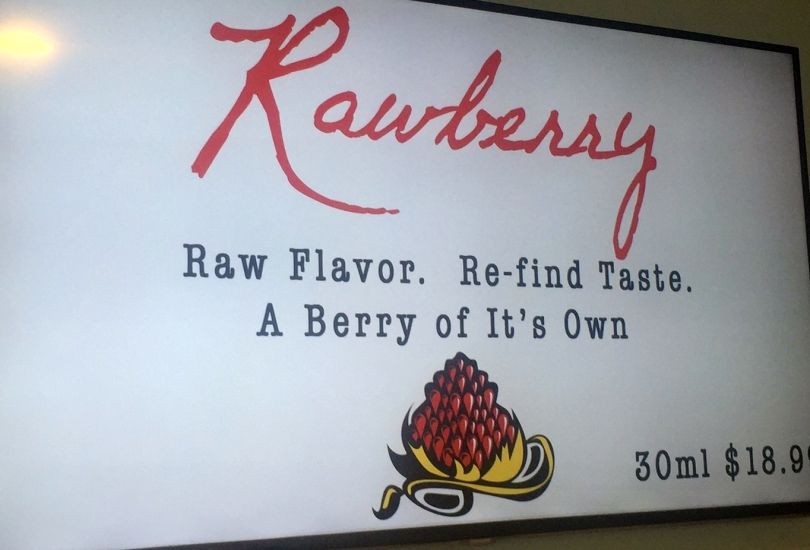 Rawberry
Raw Flavor. Re-find Taste.
A Berry of It's Own
30ml $18.9